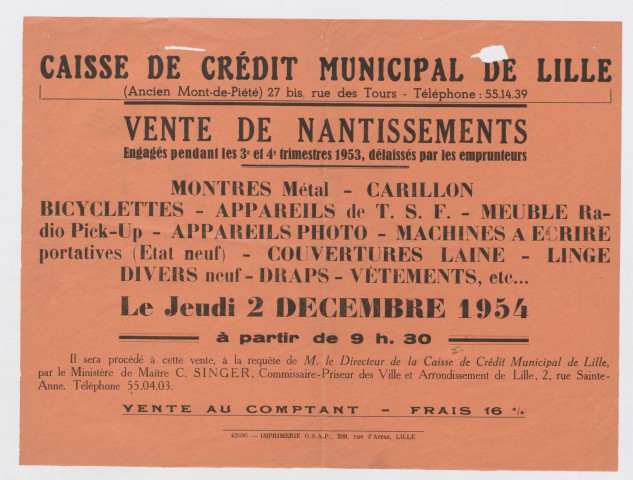 CAISSE DE CRÉDIT MUNICIPAL DE LILLE
(Ancien Mont-de-Piété) 27 bis, rue des Tours - Téléphone : 55.14.39
VENTE DE NANTISSEMENTS
Engagés pendant les 3e et 4e trimestres 1953, délaissés par les emprunteurs
MONTRES Métal - CARILLON
BICYCLETTES - APPAREILS de T. S. F. - MEUBLE Ra-
dio Pick-Up - APPAREILS PHOTO - MACHINES A ECRIRE
portatives (Etat neuf) - COUVERTURES LAINE - LINGE
DIVERS neuf - DRAPS - VÊTEMENTS, etc...
Le Jeudi 2 DECEMBRE 1954
à partir de 9 h. 30
Il sera procédé à cette vente, à la requête de M. le Directeur de la Caisse de Crédit Municipal de Lille,
par le Ministère de Maître C. SINGER, Commissaire-Priseur des Ville et Arrondissement de Lille, 2, rue Sainte-
Anne. Téléphone 55.04.03.
VENTE AU COMPTANT - FRAIS 16 %
42606 — IMPRIMERIE O.S.A.P., 209, rue d'Arras, LILLE